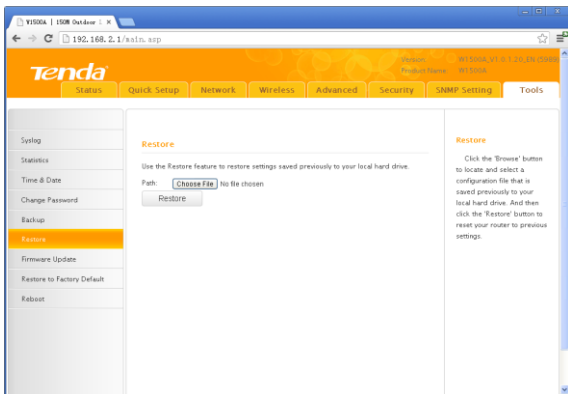 W1500A | 150M Outdoor
192.168.2.1/main.asp
Tenda
Version: W1500A_V1.0.1.20_EN
Product Name: W1500A
Status Quick Setup Network Wireless Advanced Security SNMP Setting Tools
Syslog
Statistics
Time & Date
Change Password
Backup
Restore
Firmware Update
Restore to Factory Default
Reboot
Restore
Use the Restore feature to restore settings saved previously to your local hard drive.
Path: Choose File No file chosen
Restore
Restore
Click the 'Browse' button
to locate and select a
configuration file that is
saved previously to your
local hard drive. And then
click the 'Restore' button to
reset your router to previous
settings.